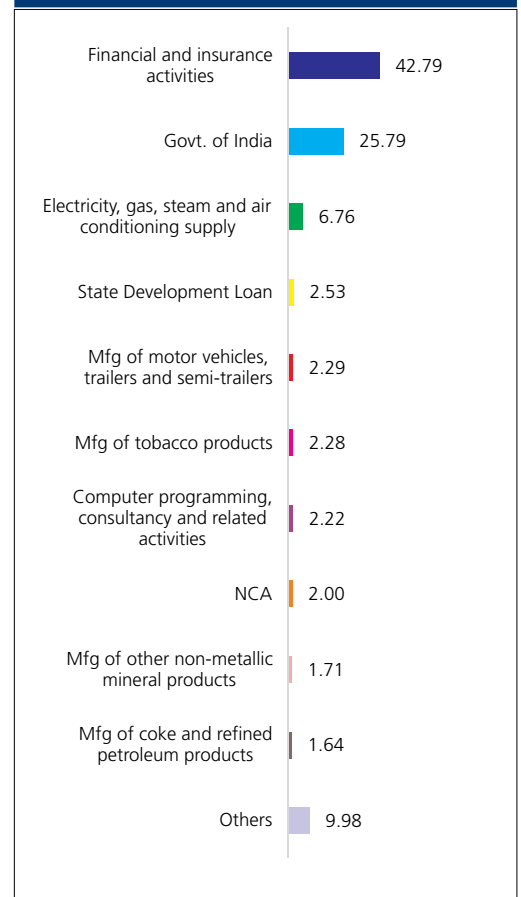 Financial and insurance
activities
42.79
Govt. of India
25.79
Electricity, gas, steam and air
conditioning supply
6.76
State Development Loan
2.53
Mfg of motor vehicles,
trailers and semi-trailers
2.29
Mfg of tobacco products
2.28
Computer programming,
consultancy and related
activities
2.22
NCA
2.00
Mfg of other non-metallic
mineral products
1.71
Mfg of coke and refined
petroleum products
1.64
Others
9.98